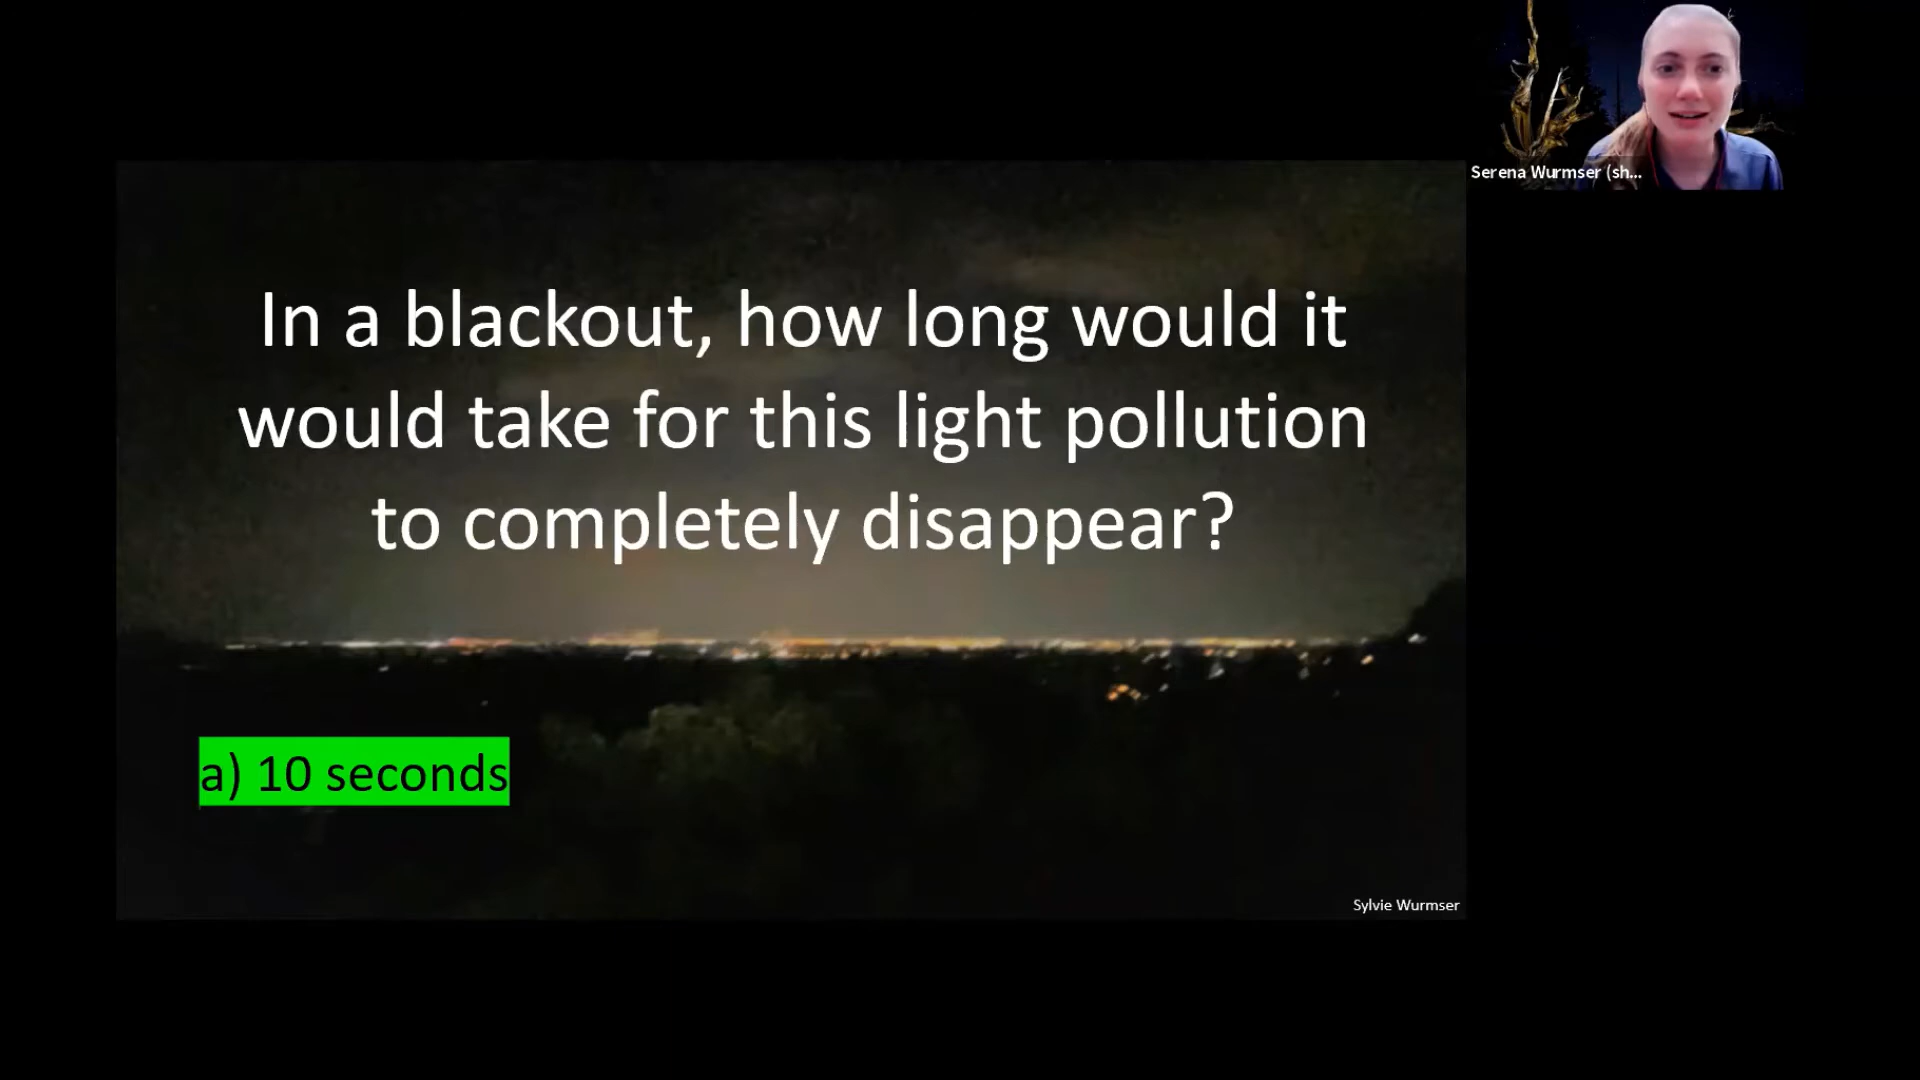 Serena Wurmser (sh...
In a blackout, how long would it
would take for this light pollution
to completely disappear?
a) 10 seconds
Sylvie Wurmser